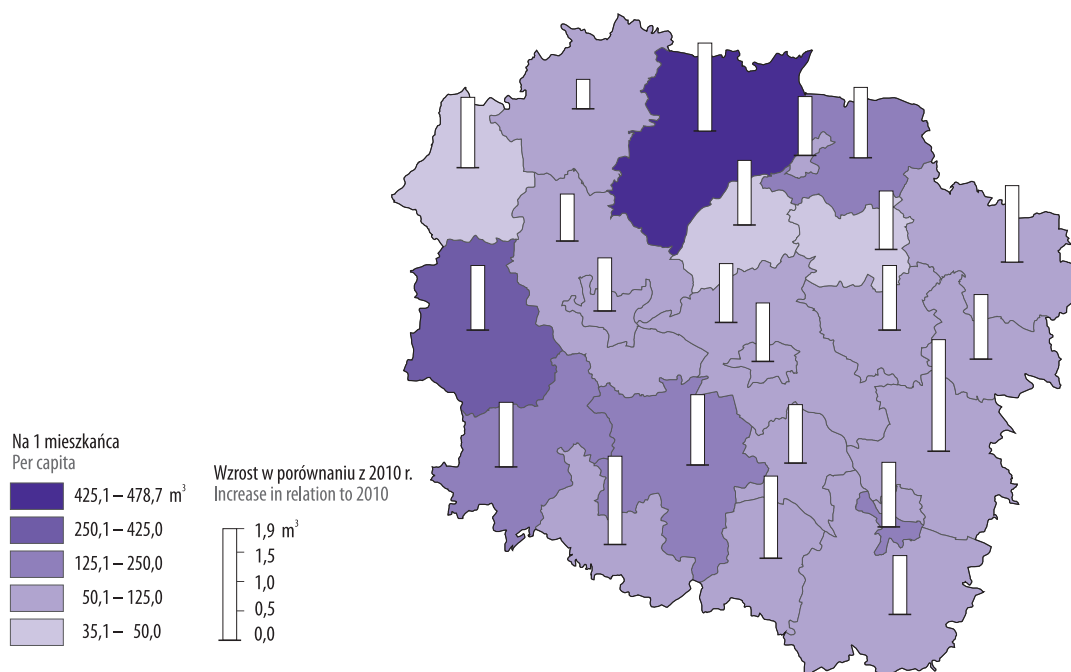 Na 1 mieszkańca
Per capita
425,1 – 478,7 m³
250,1 – 425,0
125,1 – 250,0
50,1 – 125,0
35,1 – 50,0
Wzrost w porównaniu z 2010 r.
Increase in relation to 2010
1,9 m³
1,5
1,0
0,5
0,0